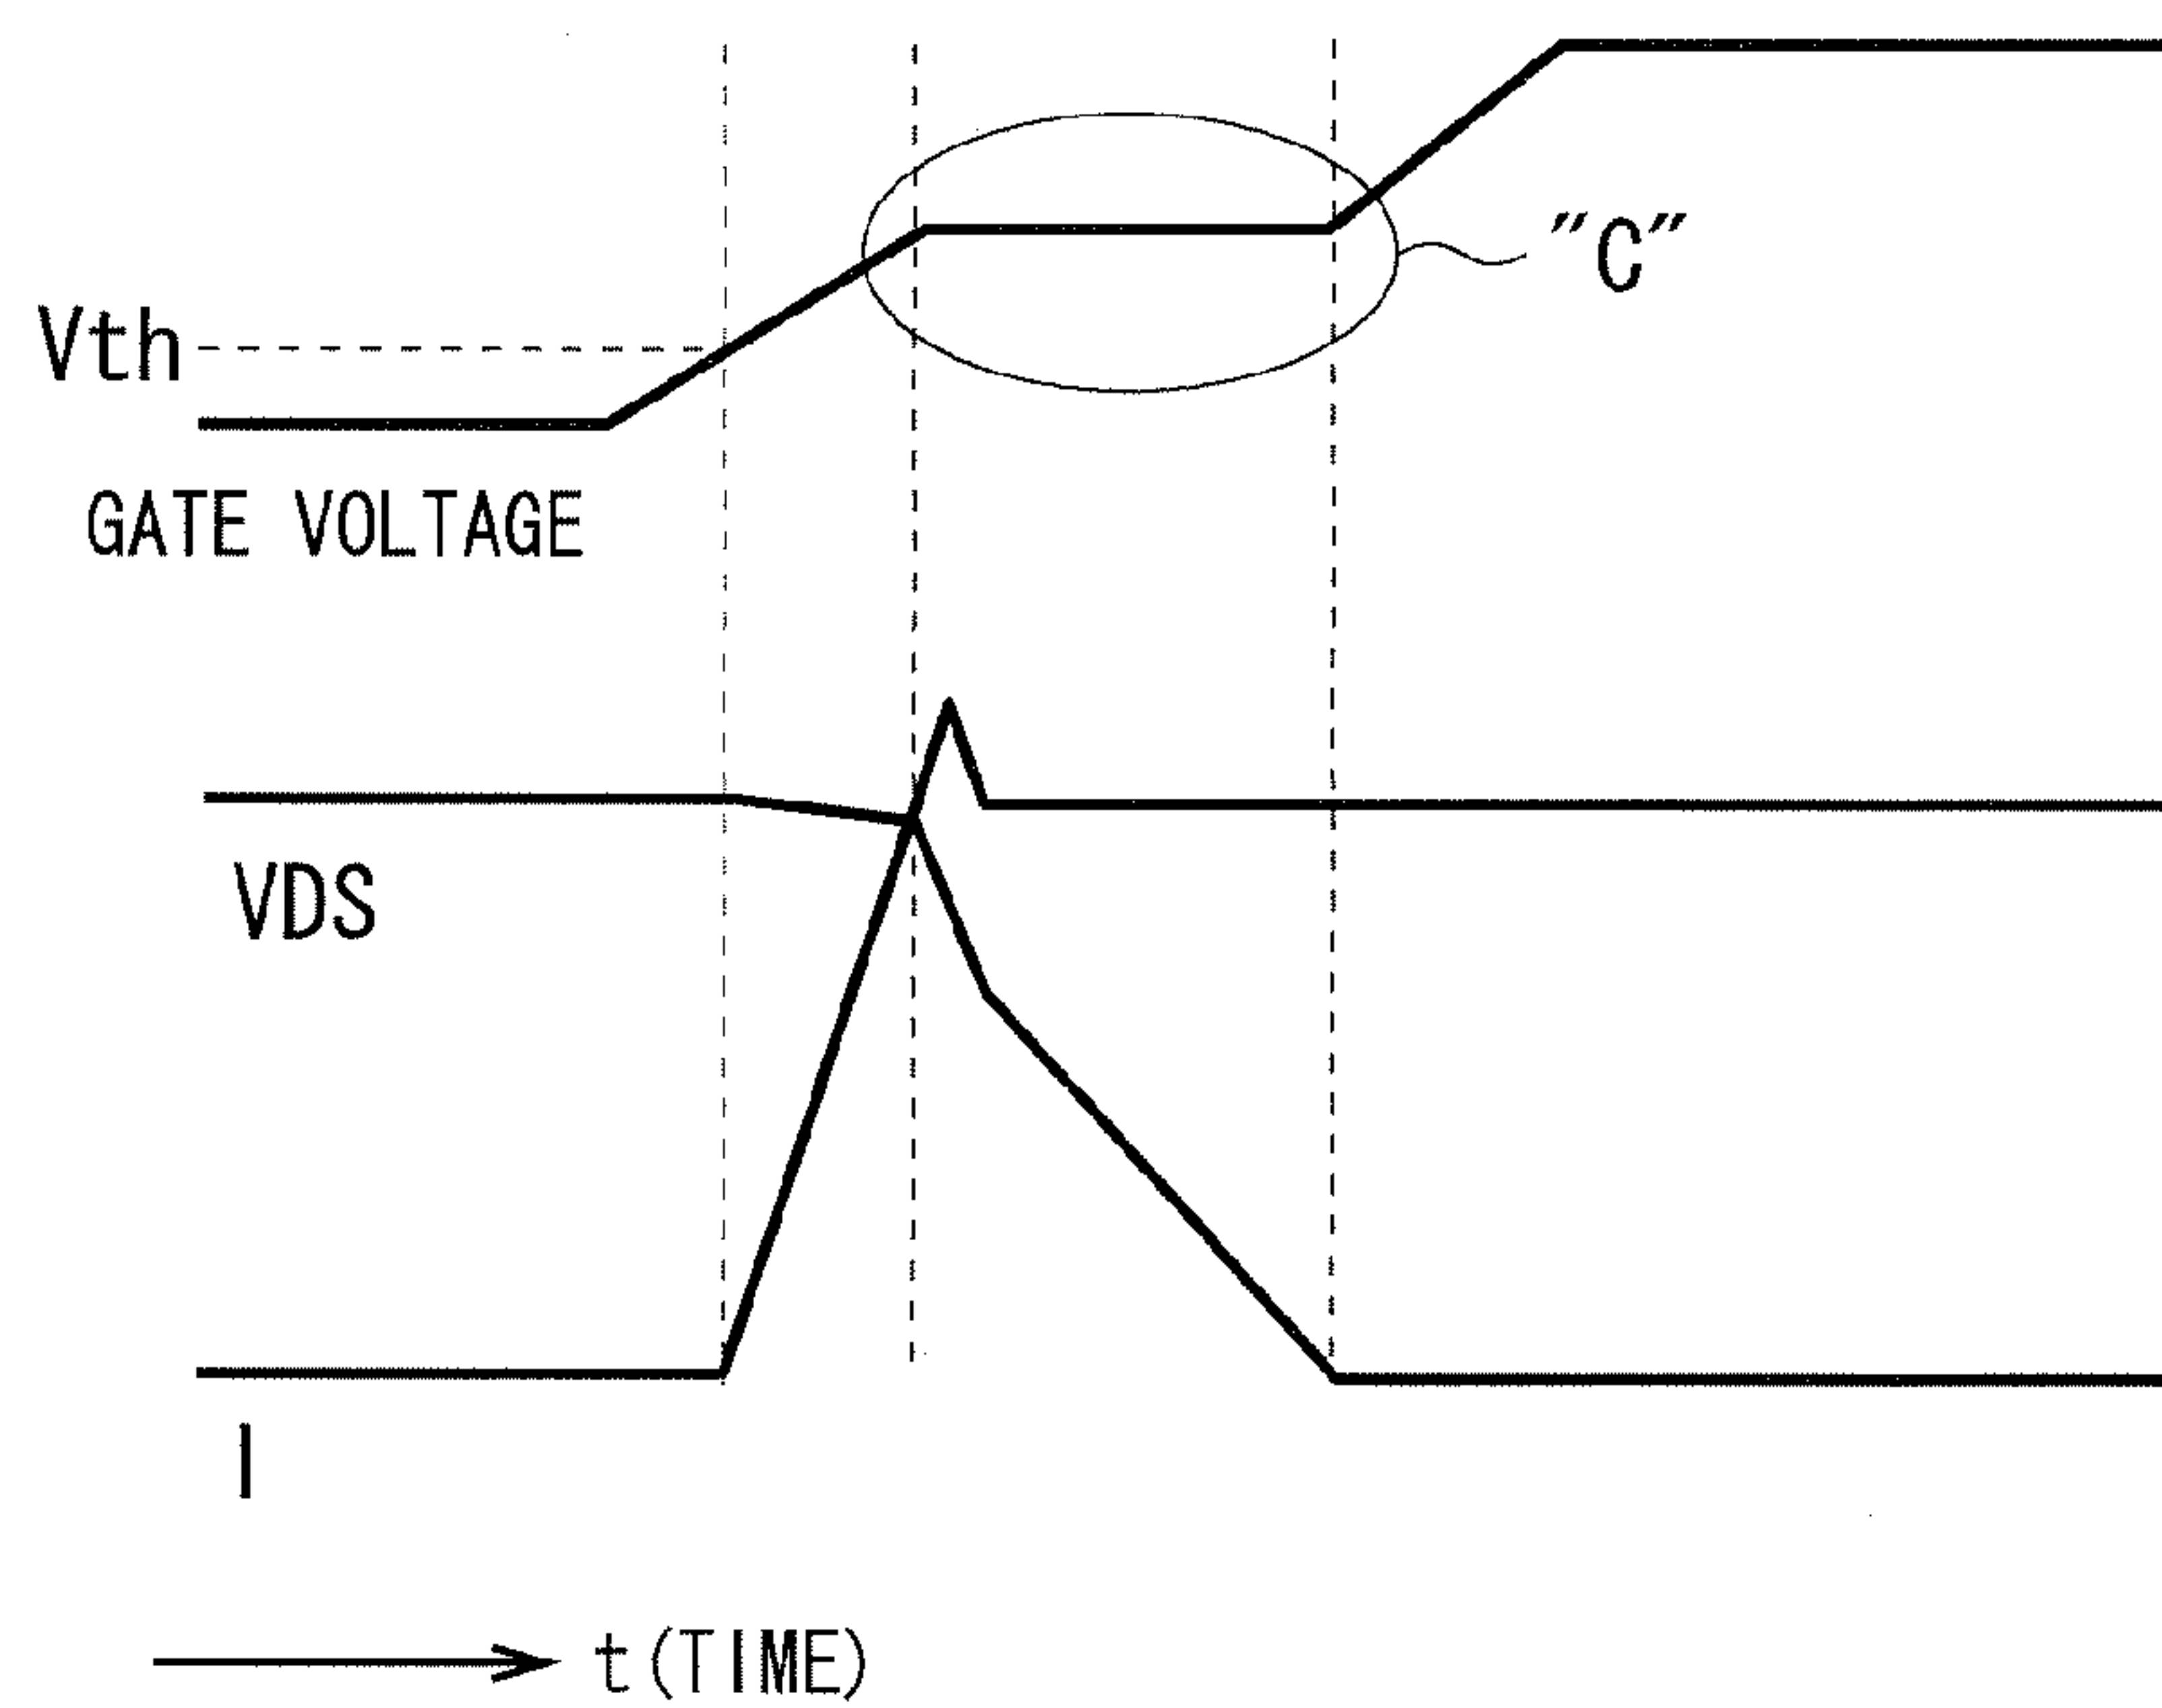 "C"
Vth
GATE VOLTAGE
VDS
I
t(TIME)